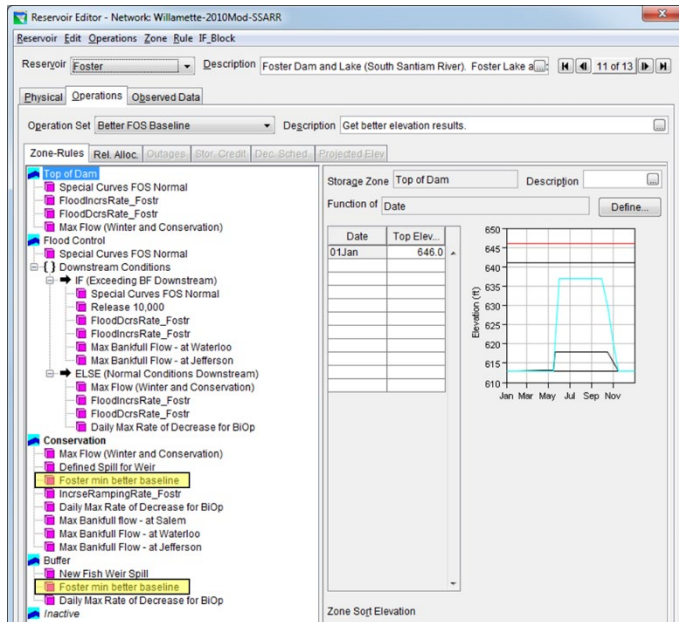 Reservoir Editor - Network: Willamette-2010Mod-SSARR
Reservoir Edit Operations Zone Rule IF_Block
Reservoir Foster Description Foster Dam and Lake (South Santiam River). Foster Lake a ... 11 of 13
Physical Operations Observed Data
Operation Set Better FOS Baseline Description Get better elevation results. ...
Zone-Rules Rel. Alloc. Outages Stor. Credit Dec. Sched. Projected Elev
Top of Dam
Special Curves FOS Normal
FloodIncrsRate_Fostr
FloodDcrsRate_Fostr
Max Flow (Winter and Conservation)
Flood Control
Special Curves FOS Normal
{ } Downstream Conditions
IF (Exceeding BF Downstream)
Special Curves FOS Normal
Release 10,000
FloodDcrsRate_Fostr
FloodIncrsRate_Fostr
Max Bankfull Flow - at Waterloo
Max Bankfull Flow - at Jefferson
ELSE (Normal Conditions Downstream)
Max Flow (Winter and Conservation)
FloodIncrsRate_Fostr
FloodDcrsRate_Fostr
Daily Max Rate of Decrease for BiOp
Conservation
Max Flow (Winter and Conservation)
Defined Spill for Weir
Foster min better baseline
IncrseRampingRate_Fostr
Daily Max Rate of Decrease for BiOp
Max Bankfull flow - at Salem
Max Bankfull Flow - at Waterloo
Max Bankfull Flow - at Jefferson
Buffer
New Fish Weir Spill
Foster min better baseline
Daily Max Rate of Decrease for BiOp
Inactive
Storage Zone Top of Dam Description ...
Function of Date Define...
Date Top Elev...
01Jan 646.0
650
645
640
635
630
625
620
615
610
Elevation (ft)
Jan Mar May Jul Sep Nov
Zone Sort Elevation